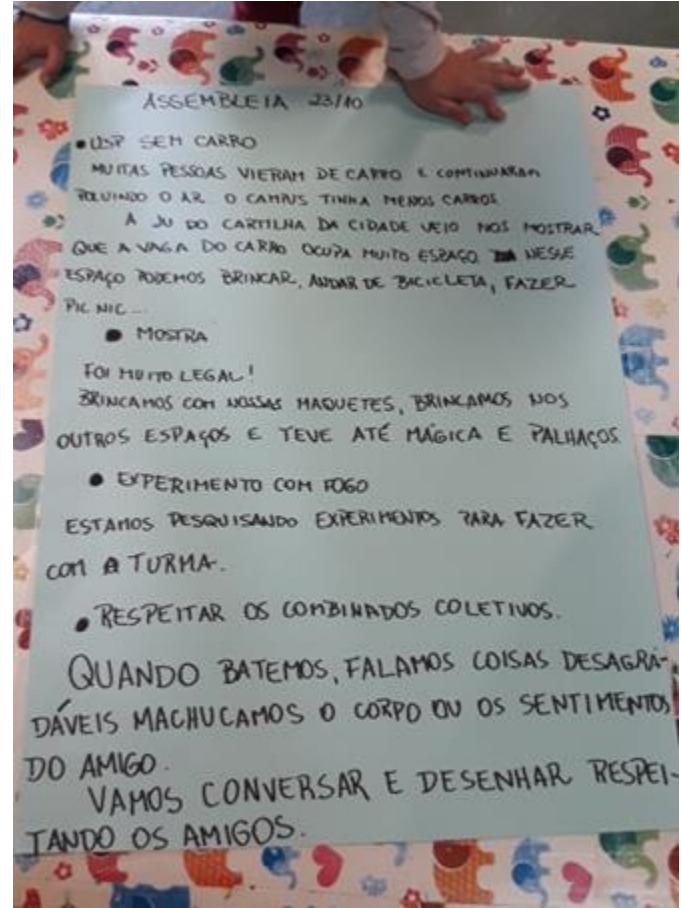 ASSEMBLEIA 23/10
• USP SEM CARRO
MUITAS PESSOAS VIERAM DE CARRO E CONTINUARAM
POLUINDO O AR. O CAMPUS TINHA MENOS CARROS.
A JU DO CARTILHA DA CIDADE VEIO NOS MOSTRAR
QUE A VAGA DO CARRO OCUPA MUITO ESPAÇO. NESSE
ESPAÇO PODEMOS BRINCAR, ANDAR DE BICICLETA, FAZER
PIC NIC...
• MOSTRA
FOI MUITO LEGAL!
BRINCAMOS COM NOSSAS MAQUETES, BRINCAMOS NOS
OUTROS ESPAÇOS E TEVE ATÉ MÁGICA E PALHAÇOS.
• EXPERIMENTO COM FOGO
ESTAMOS PESQUISANDO EXPERIMENTOS PARA FAZER
COM A TURMA.
• RESPEITAR OS COMBINADOS COLETIVOS.
QUANDO BATEMOS, FALAMOS COISAS DESAGRA-
DÁVEIS MACHUCAMOS O CORPO OU OS SENTIMENTOS
DO AMIGO.
VAMOS CONVERSAR E DESENHAR RESPEI-
TANDO OS AMIGOS.